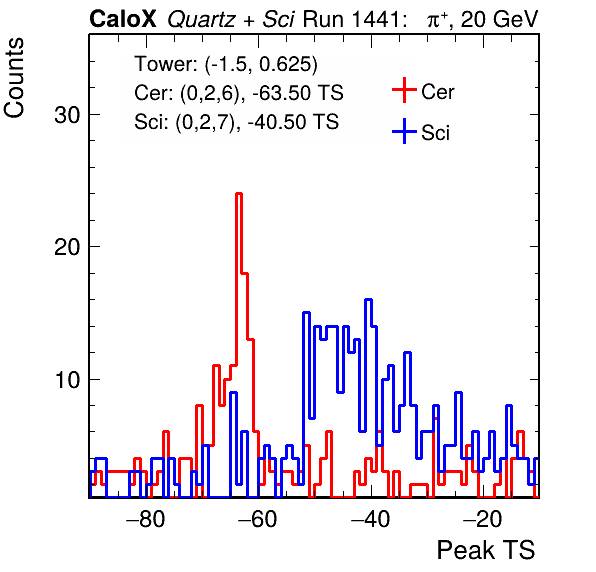 CaloX Quartz + Sci Run 1441: π⁺, 20 GeV
Counts
Tower: (-1.5, 0.625)
Cer: (0,2,6), -63.50 TS
Sci: (0,2,7), -40.50 TS
Cer
Sci
30
20
10
−80 −60 −40 −20
Peak TS